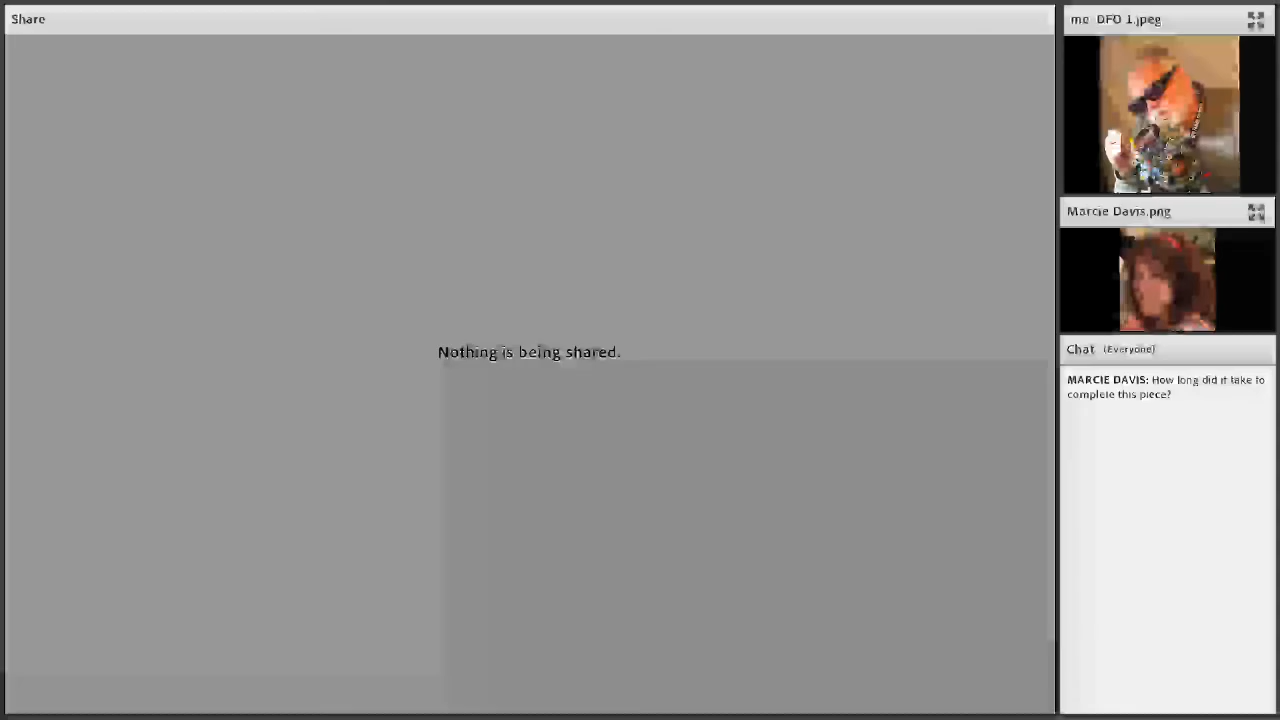 Share
me DFO 1.jpeg
Marcie Davis.png
Nothing is being shared.
Chat (Everyone)
MARCIE DAVIS: How long did it take to
complete this piece?